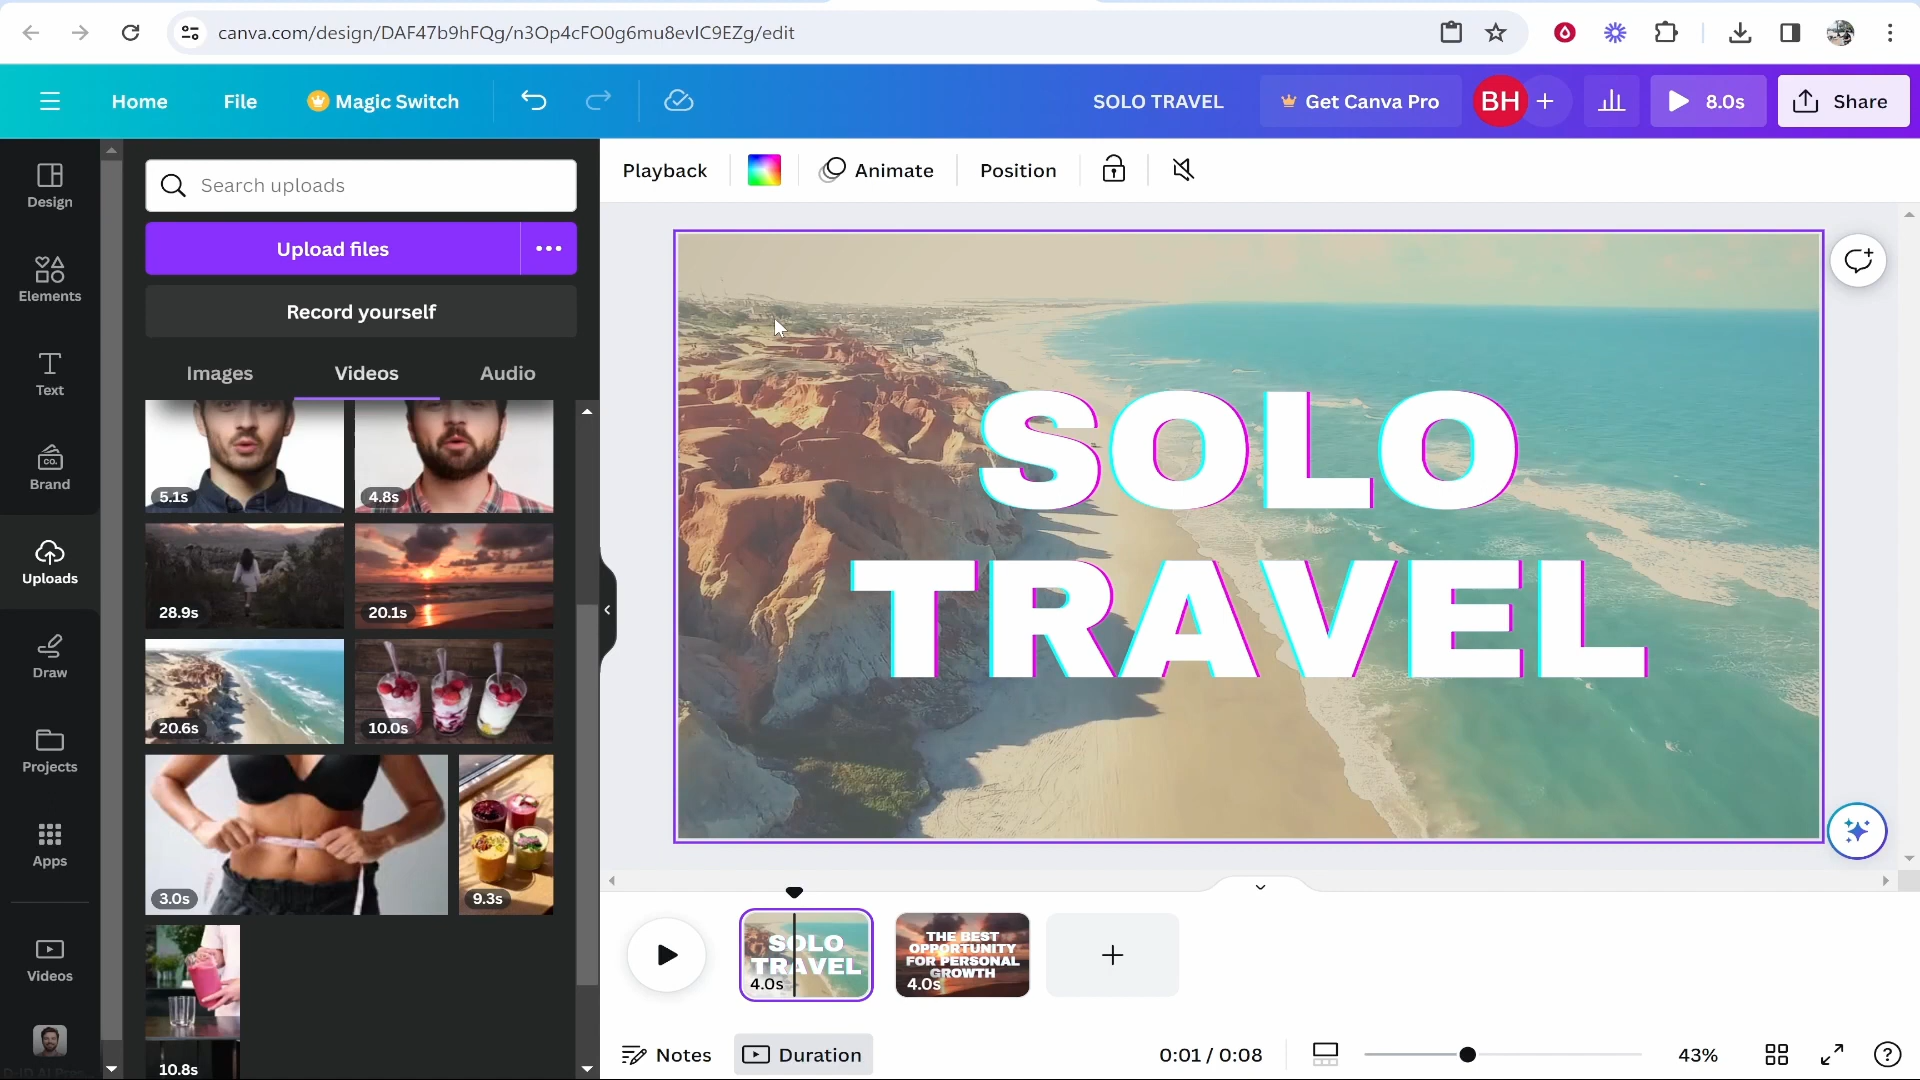 canva.com/design/DAF47b9hFQg/n3Op4cFO0g6mu8evIC9EZg/edit
Home
File
Magic Switch
SOLO TRAVEL
Get Canva Pro
BH
8.0s
Share
Design
Elements
Text
Brand
Uploads
Draw
Projects
Apps
Videos
Search uploads
Upload files
Record yourself
Images
Videos
Audio
5.1s
4.8s
28.9s
20.1s
20.6s
10.0s
3.0s
9.3s
10.8s
Playback
Animate
Position
SOLO
TRAVEL
SOLO
TRAVEL
4.0s
THE BEST
OPPORTUNITY
FOR PERSONAL
GROWTH
4.0s
Notes
Duration
0:01 / 0:08
43%